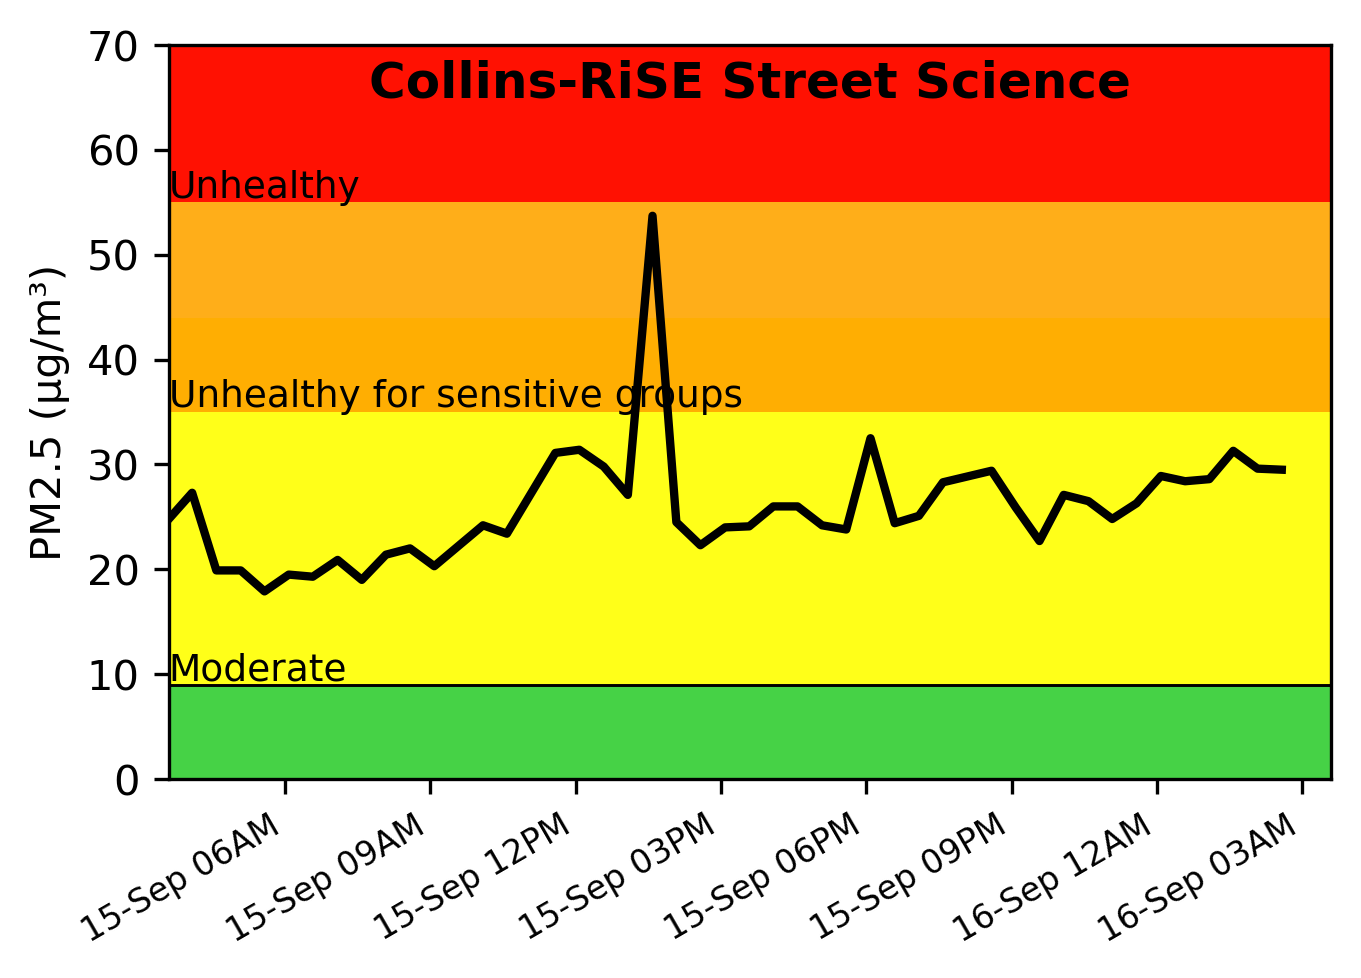 Collins-RiSE Street Science
PM2.5 (μg/m³)
70
60
Unhealthy
50
40
Unhealthy for sensitive groups
30
20
10
Moderate
0
15-Sep 06AM
15-Sep 09AM
15-Sep 12PM
15-Sep 03PM
15-Sep 06PM
15-Sep 09PM
16-Sep 12AM
16-Sep 03AM